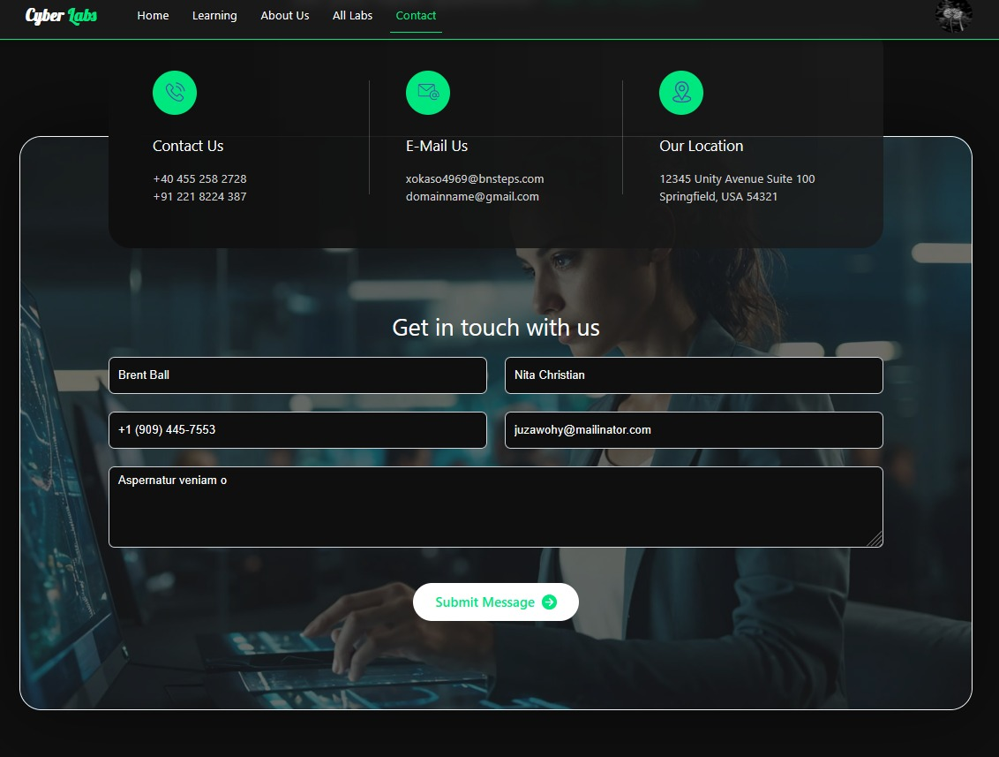 Cyber Labs
Home
Learning
About Us
All Labs
Contact
Contact Us
+40 455 258 2728
+91 221 8224 387
E-Mail Us
xokaso4969@bnsteps.com
domainname@gmail.com
Our Location
12345 Unity Avenue Suite 100
Springfield, USA 54321
Get in touch with us
Brent Ball
Nita Christian
+1 (909) 445-7553
juzawohy@mailinator.com
Aspernatur veniam o
Submit Message